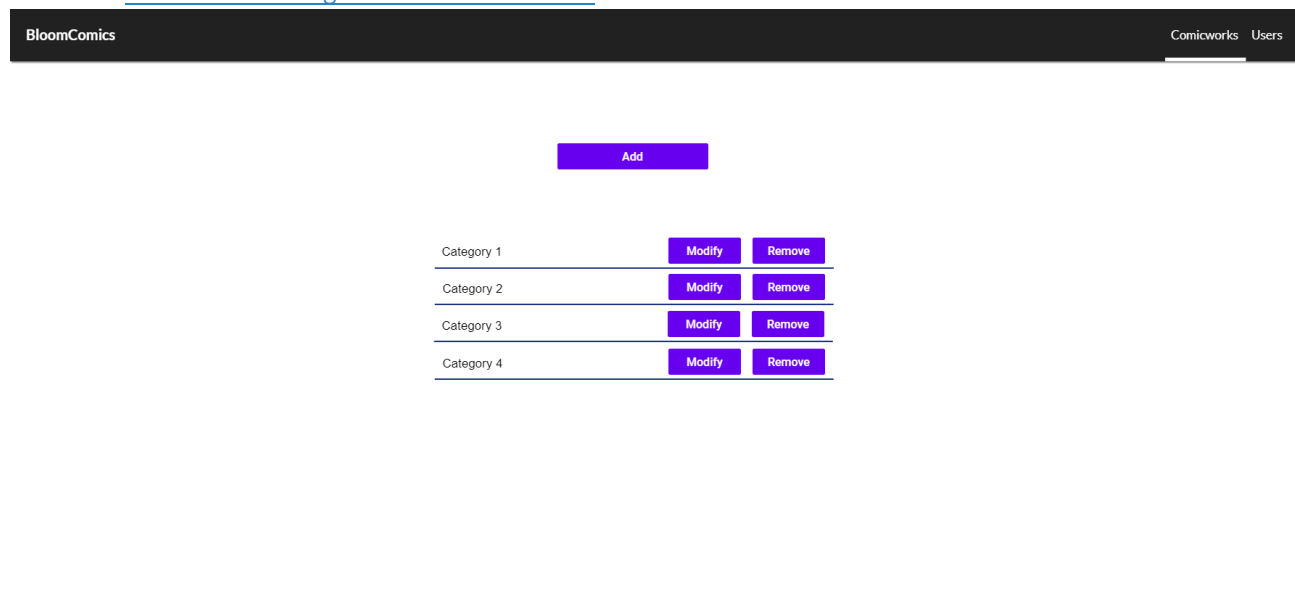 BloomComics Comicworks Users
Add
Category 1 Modify Remove
Category 2 Modify Remove
Category 3 Modify Remove
Category 4 Modify Remove